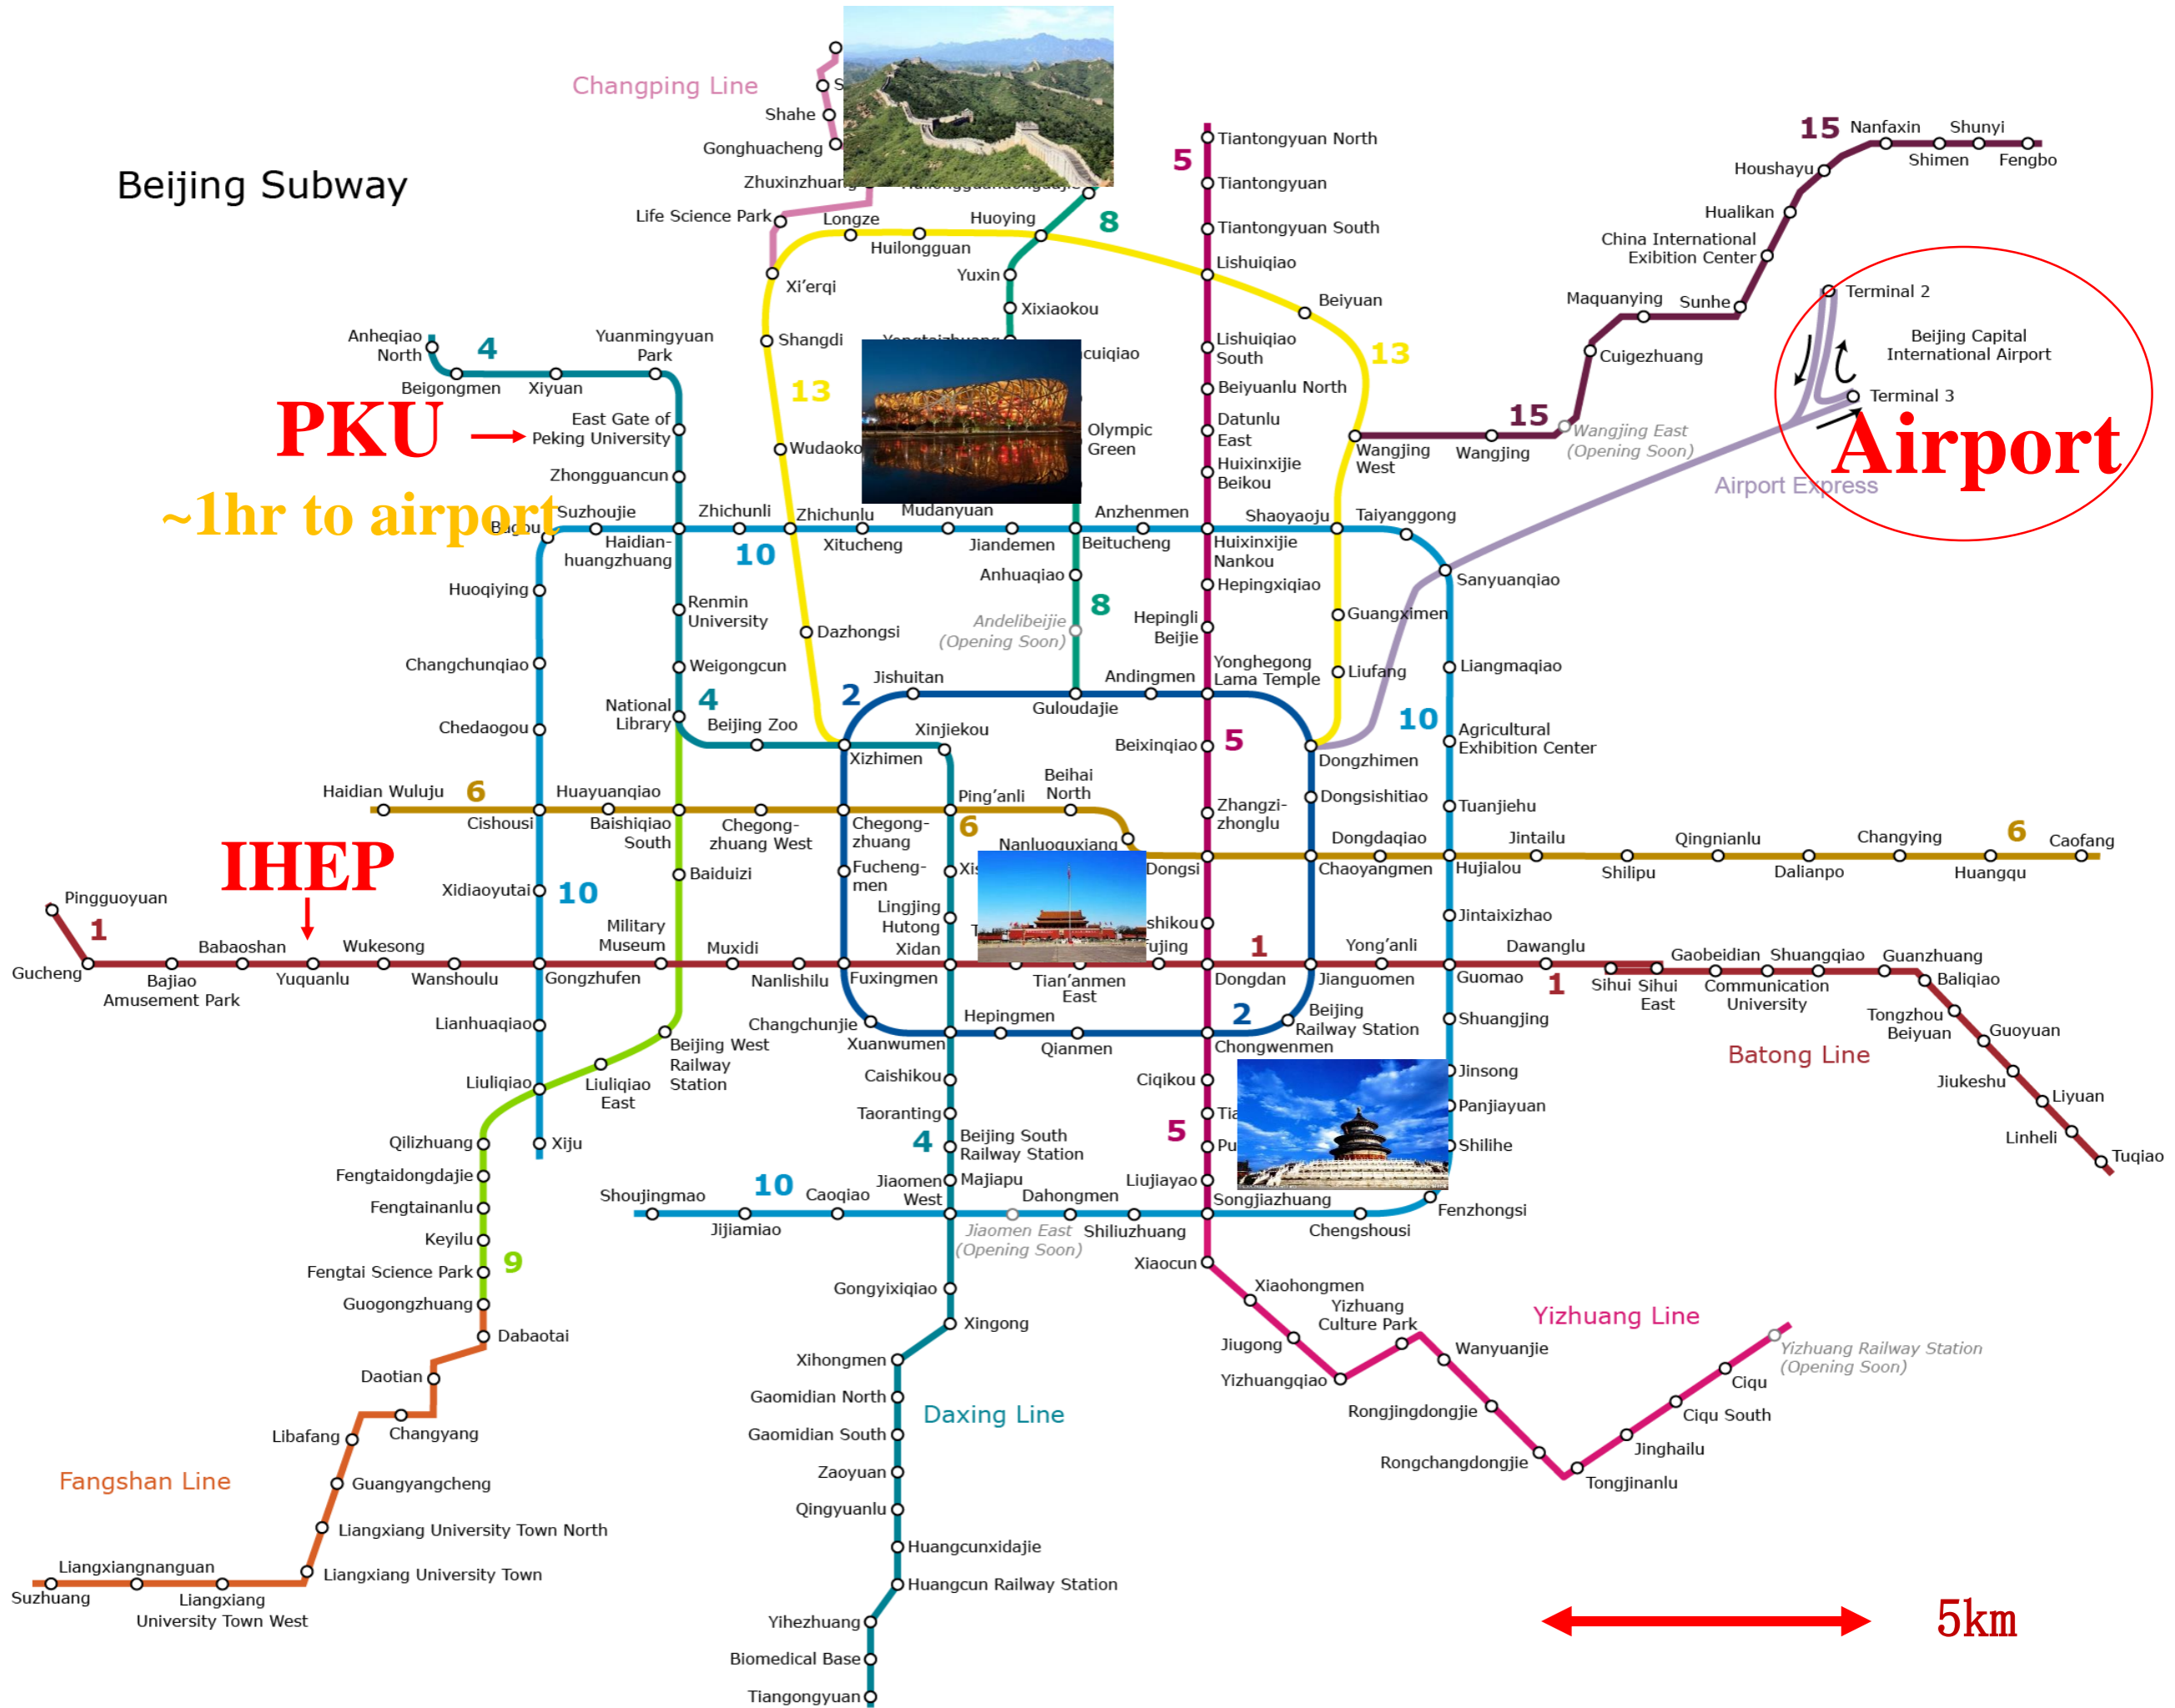 Changping Line
Shahe
Gonghuacheng
Zhuxinzhuang
Life Science Park
Beijing Subway
Longze
Huilongguan
Huoying
8
Yuxin
Xixiaokou
Xi'erqi
Shangdi
13
Wudaoko
5
Tiantongyuan North
Tiantongyuan
Tiantongyuan South
Lishuiqiao
Beiyuan
13
Lishuiqiao
South
Beiyuanlu North
Datunlu
East
Huixinxijie
Beikou
Olympic
Green
15
Nanfaxin
Shunyi
Shimen
Fengbo
Houshayu
Hualikan
China International
Exibition Center
Maquanying
Sunhe
Cuigezhuang
15
Wangjing East
(Opening Soon)
Wangjing
West
Wangjing
Terminal 2
Beijing Capital
International Airport
Terminal 3
Airport
Airport Express
Anheqiao
North
4
Beigongmen
Xiyuan
Yuanmingyuan
Park
PKU
East Gate of
Peking University
Zhongguancun
~1hr to airport
Bagou
Suzhoujie
Haidian-
huangzhuang
Zhichunli
10
Zhichunlu
Xitucheng
Mudanyuan
Jiandemen
Beitucheng
Anzhenmen
Huixinxijie
Nankou
Shaoyaoju
Taiyanggong
Sanyuanqiao
Huoqiying
Renmin
University
Dazhongsi
Anhuaqiao
8
Andelibeijie
(Opening Soon)
Hepingxiqiao
Hepingli
Beijie
Guangximen
Changchunqiao
Weigongcun
Liufang
Liangmaqiao
Jishuitan
2
Guloudajie
Andingmen
Yonghegong
Lama Temple
National
Library
4
Beijing Zoo
Xizhimen
Xinjiekou
Chedaogou
Beixinqiao
5
Dongzhimen
10
Agricultural
Exhibition Center
Dongsishitiao
Tuanjiehu
Haidian Wuluju
6
Cishousi
Huayuanqiao
Baishiqiao
South
Chegong-
zhuang West
Chegong-
zhuang
Ping'anli
6
Beihai
North
Nanluoguxiang
Zhangzi-
zhonglu
Dongsi
Chaoyangmen
Dongdaqiao
Hujialou
Jintailu
Shilipu
Qingnianlu
Dalianpo
Changying
Huangqu
6
Caofang
IHEP
Xidiaoyutai
10
Baiduizi
Fucheng-
men
Xis
Lingjing
Hutong
T
shikou
fujing
Jintaixizhao
Pingguoyuan
1
Gucheng
Bajiao
Amusement Park
Babaoshan
Yuquanlu
Wukesong
Wanshoulu
Gongzhufen
Military
Museum
Muxidi
Nanlishilu
Fuxingmen
Xidan
Tian'anmen
East
Dongdan
1
Jianguomen
Yong'anli
Guomao
Dawanglu
1
Sihui
Sihui
East
Gaobeidian
Communication
University
Shuangqiao
Guanzhuang
Baliqiao
Tongzhou
Beiyuan
Guoyuan
Jiukeshu
Liyuan
Linheli
Tuqiao
Batong Line
Lianhuaqiao
Changchunjie
Xuanwumen
Hepingmen
Qianmen
Chongwenmen
2
Beijing
Railway Station
Shuangjing
Beijing West
Railway
Station
Liuliqiao
Liuliqiao
East
Caishikou
Taoranting
4
Beijing South
Railway Station
Majiapu
Jiaomen
West
Ciqikou
Tia
5
Pu
Liujiayao
Songjiazhuang
Jinsong
Panjiayuan
Shilihe
Fenzhongsi
Chengshousi
Qilizhuang
Xiju
Fengtaidongdajie
Fengtainanlu
Keyilu
Fengtai Science Park
9
Guogongzhuang
Shoujingmao
10
Jijiamiao
Caoqiao
Jiaomen East
(Opening Soon)
Dahongmen
Shiliuzhuang
Xiaocun
Gongyixiqiao
Xingong
Xiaohongmen
Jiugong
Yizhuangqiao
Yizhuang
Culture Park
Wanyuanjie
Rongjingdongjie
Rongchangdongjie
Tongjinanlu
Jinghailu
Ciqu South
Ciqu
Yizhuang Railway Station
(Opening Soon)
Yizhuang Line
Dabaotai
Daotian
Changyang
Libafang
Guangyangcheng
Liangxiang University Town North
Liangxiang University Town
Liangxiang
University Town West
Liangxiangnanguan
Suzhuang
Fangshan Line
Xihongmen
Gaomidian North
Daxing Line
Gaomidian South
Zaoyuan
Qingyuanlu
Huangcunxidajie
Huangcun Railway Station
Yihezhuang
Biomedical Base
Tiangongyuan
5km